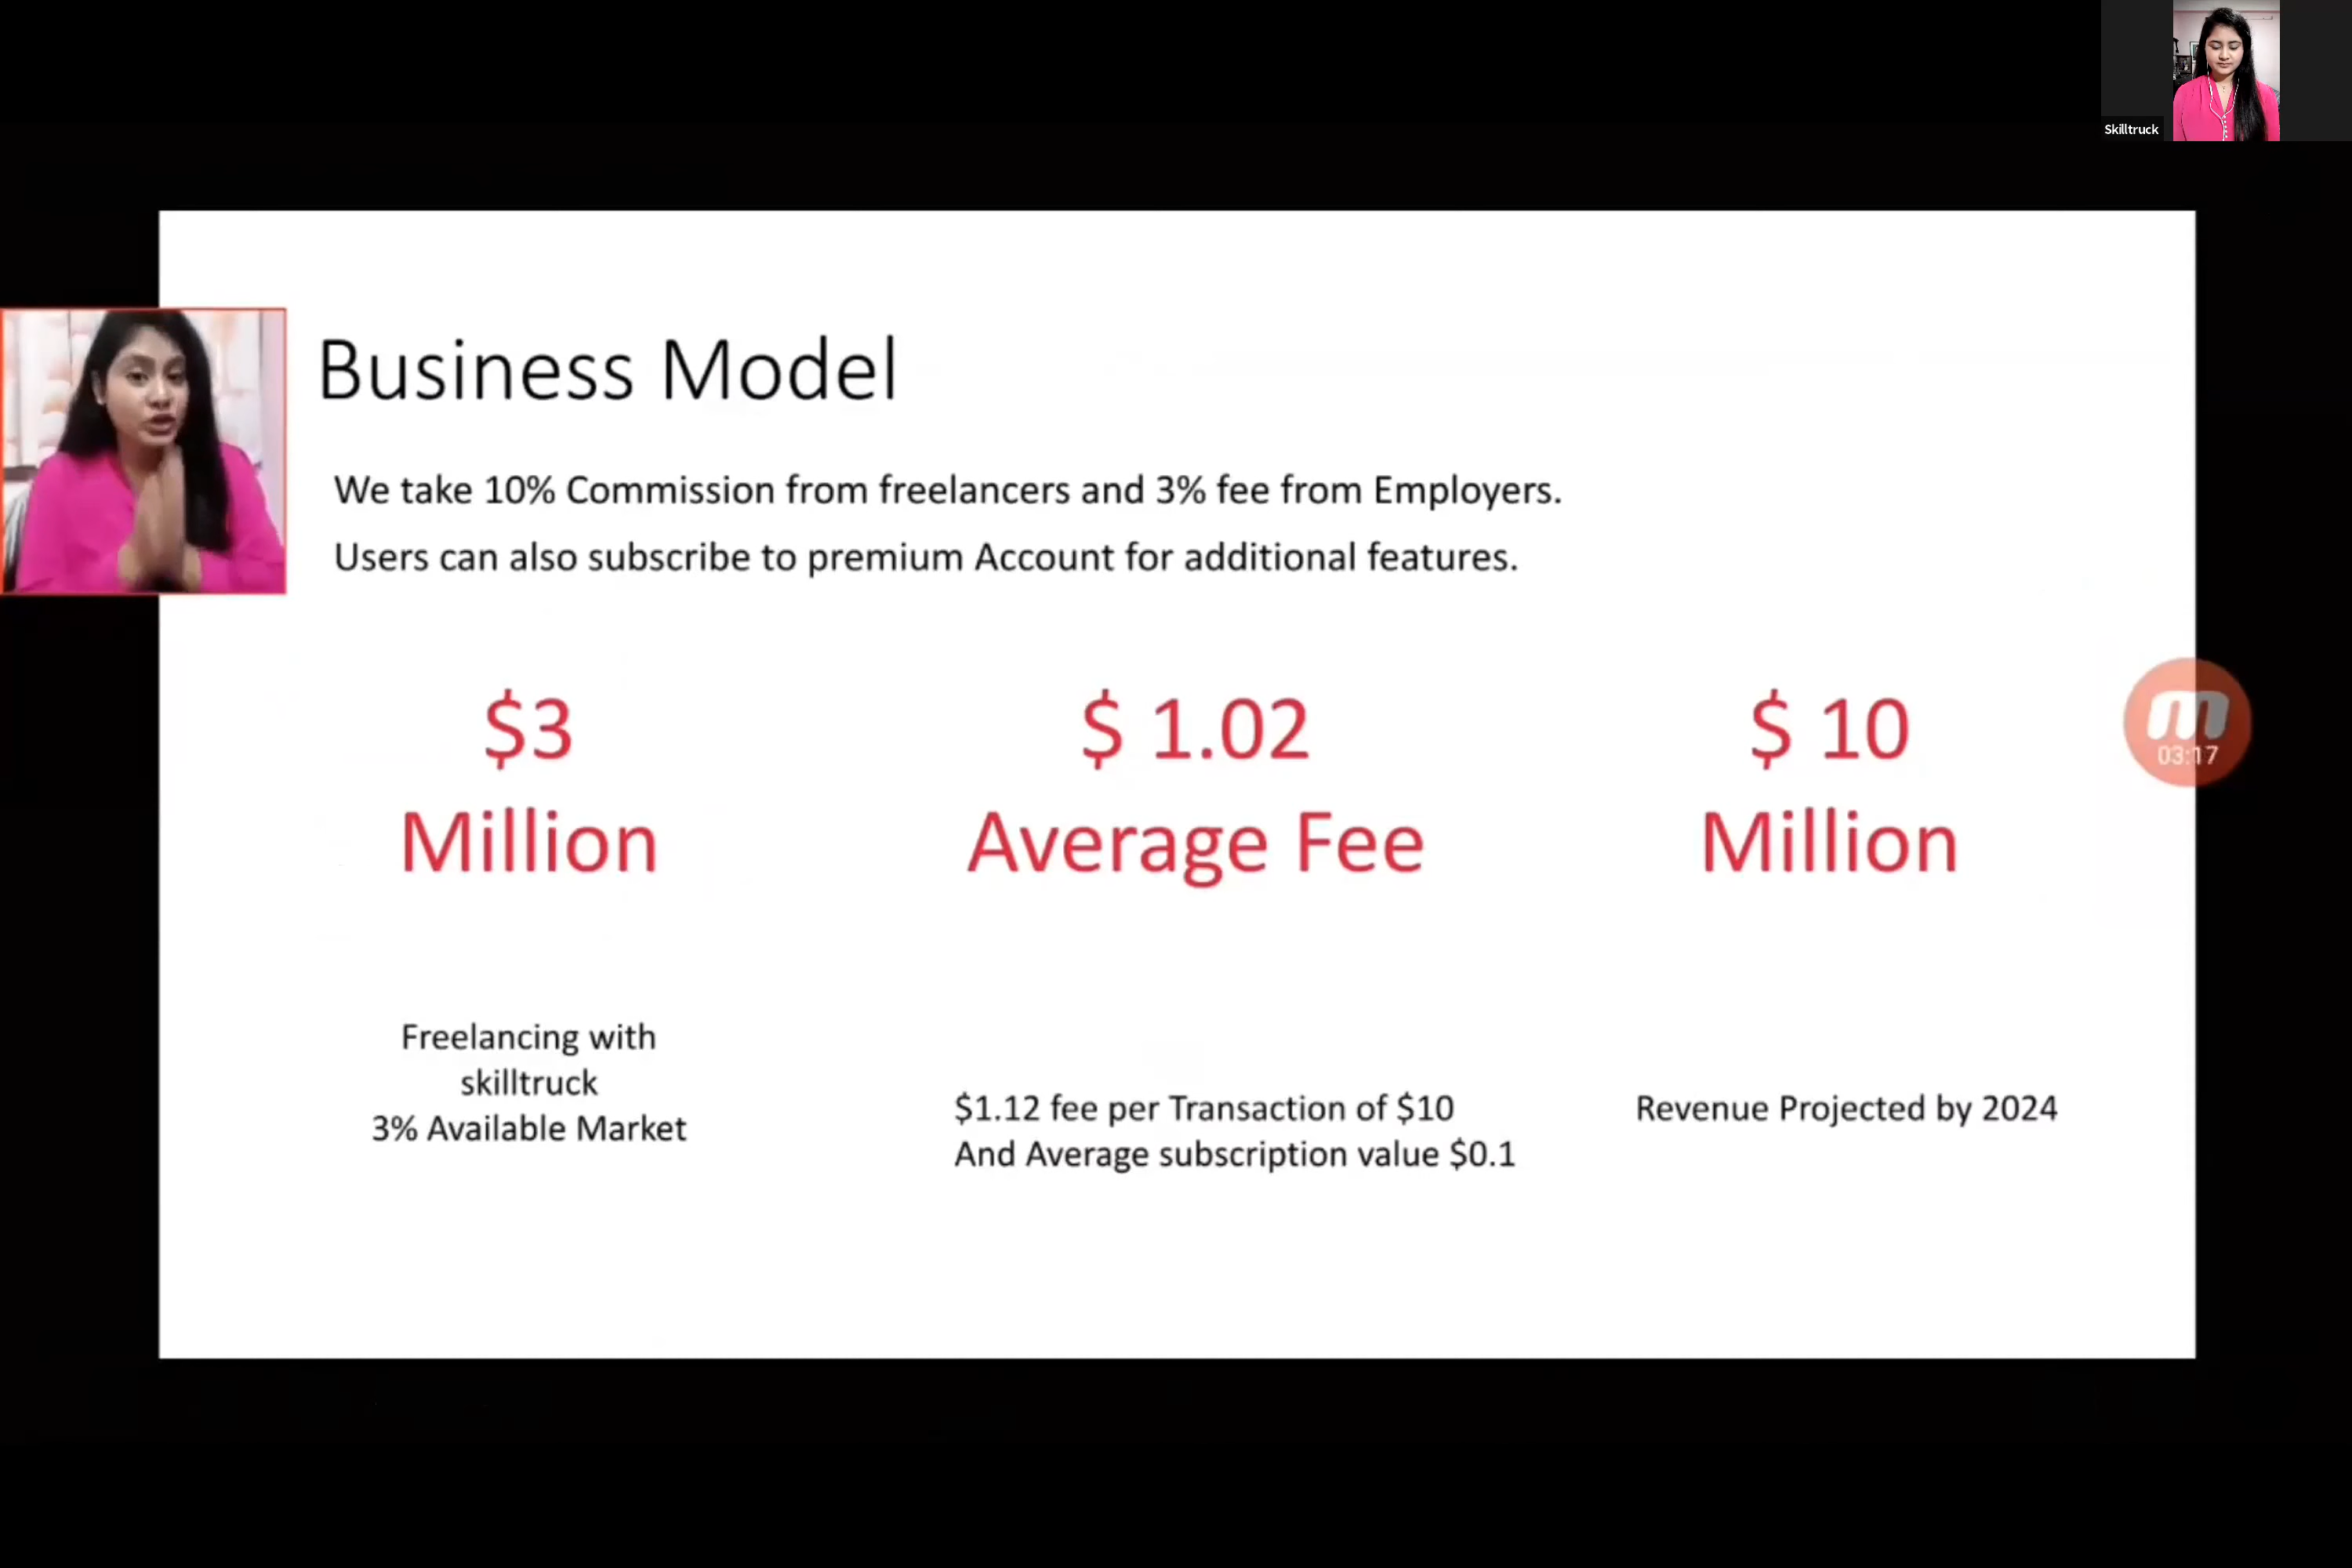 Skilltruck
Business Model
We take 10% Commission from freelancers and 3% fee from Employers.
Users can also subscribe to premium Account for additional features.
$3
Million
$ 1.02
Average Fee
$ 10
Million
m
03:17
Freelancing with
skilltruck
3% Available Market
$1.12 fee per Transaction of $10
And Average subscription value $0.1
Revenue Projected by 2024